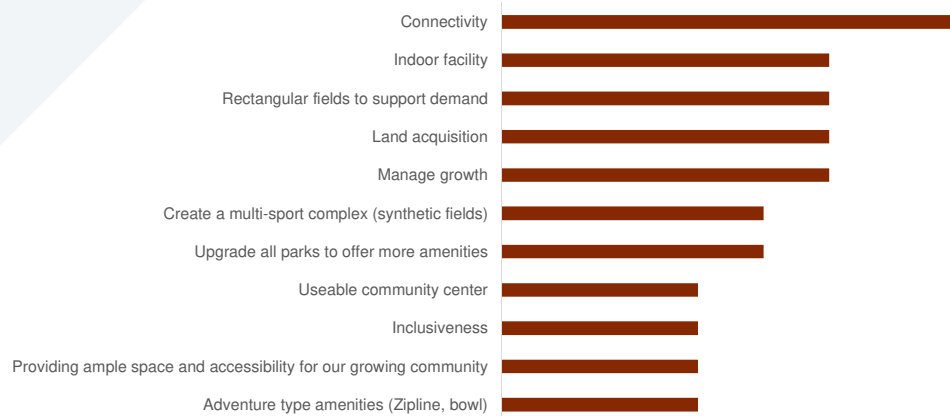 Connectivity
Indoor facility
Rectangular fields to support demand
Land acquisition
Manage growth
Create a multi-sport complex (synthetic fields)
Upgrade all parks to offer more amenities
Useable community center
Inclusiveness
Providing ample space and accessibility for our growing community
Adventure type amenities (Zipline, bowl)